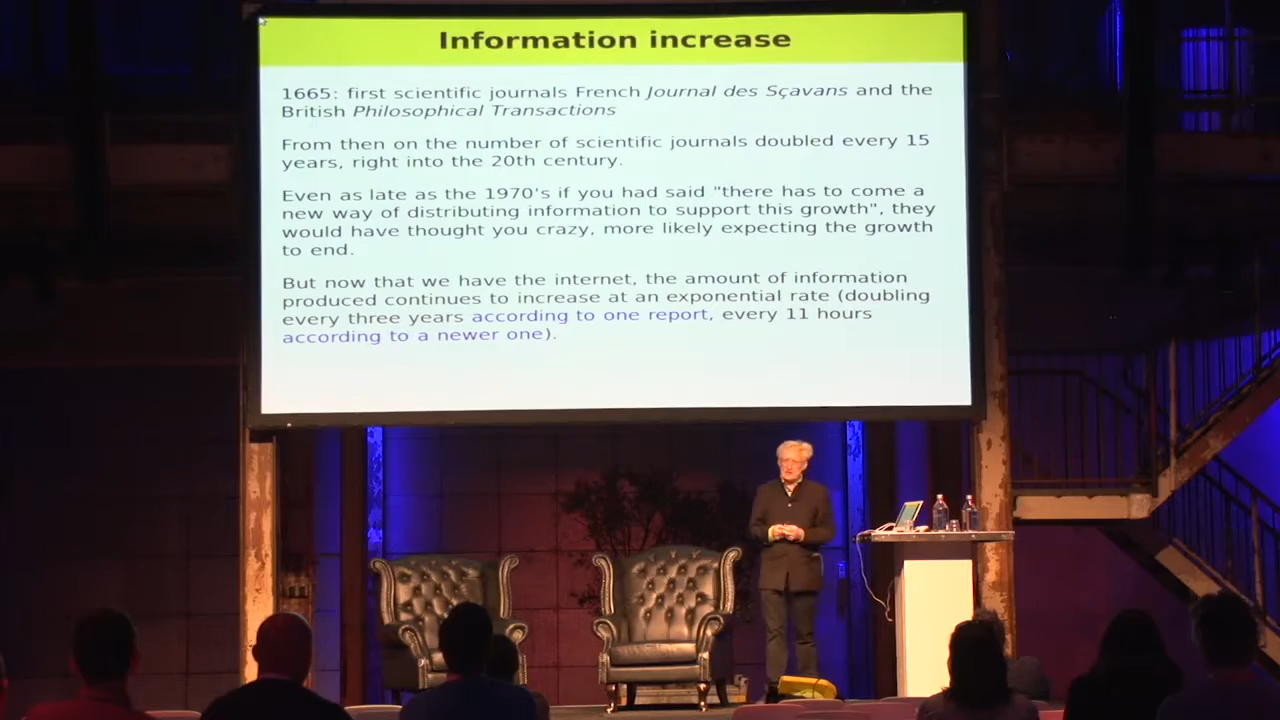 Information increase
1665: first scientific journals French Journal des Sçavans and the
British Philosophical Transactions
From then on the number of scientific journals doubled every 15
years, right into the 20th century.
Even as late as the 1970's if you had said "there has to come a
new way of distributing information to support this growth", they
would have thought you crazy, more likely expecting the growth
to end.
But now that we have the internet, the amount of information
produced continues to increase at an exponential rate (doubling
every three years according to one report, every 11 hours
according to a newer one).